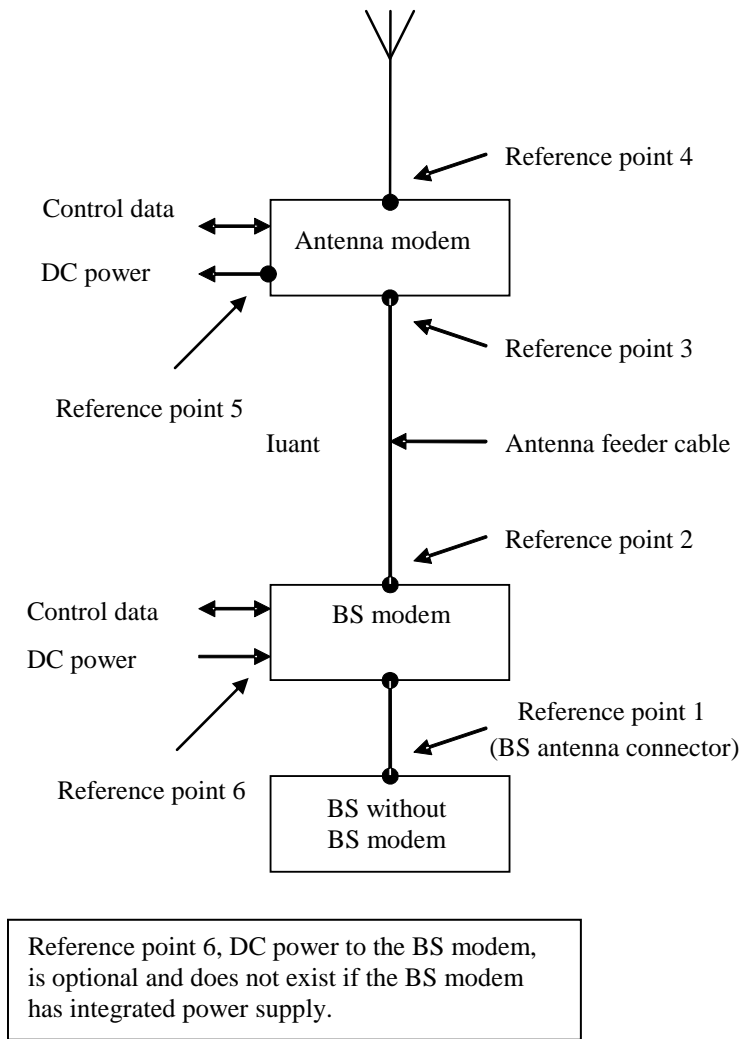 Reference point 4
Control data
Antenna modem
DC power
Reference point 3
Reference point 5
Iuant
Antenna feeder cable
Reference point 2
Control data
BS modem
DC power
Reference point 1
(BS antenna connector)
Reference point 6
BS without
BS modem
Reference point 6, DC power to the BS modem,
is optional and does not exist if the BS modem
has integrated power supply.